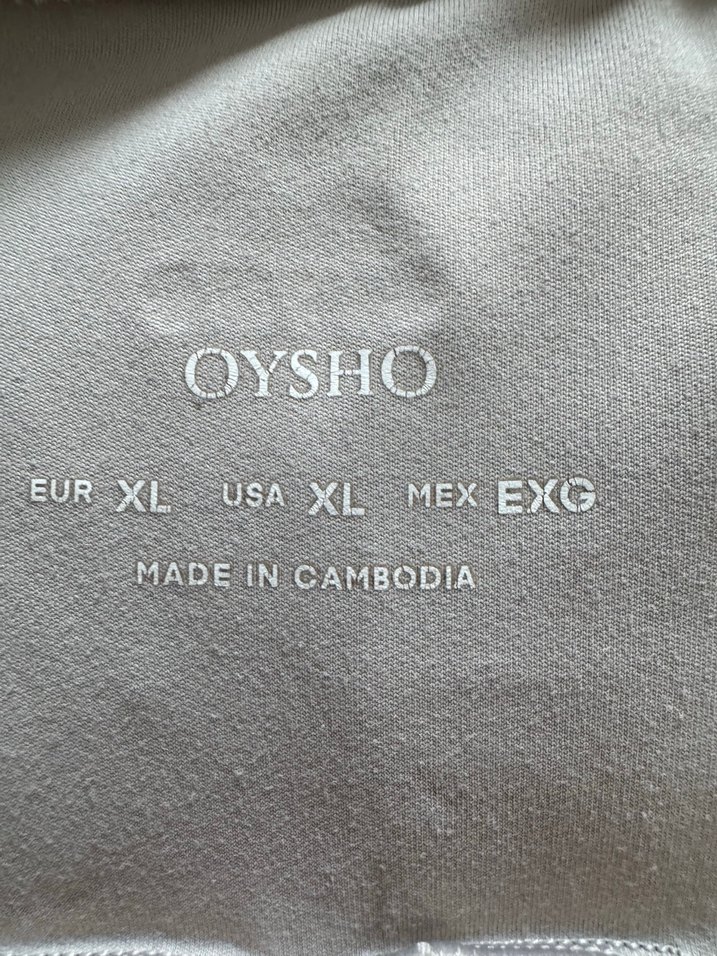 OYSHO
EUR XL USA XL MEX EXG
MADE IN CAMBODIA